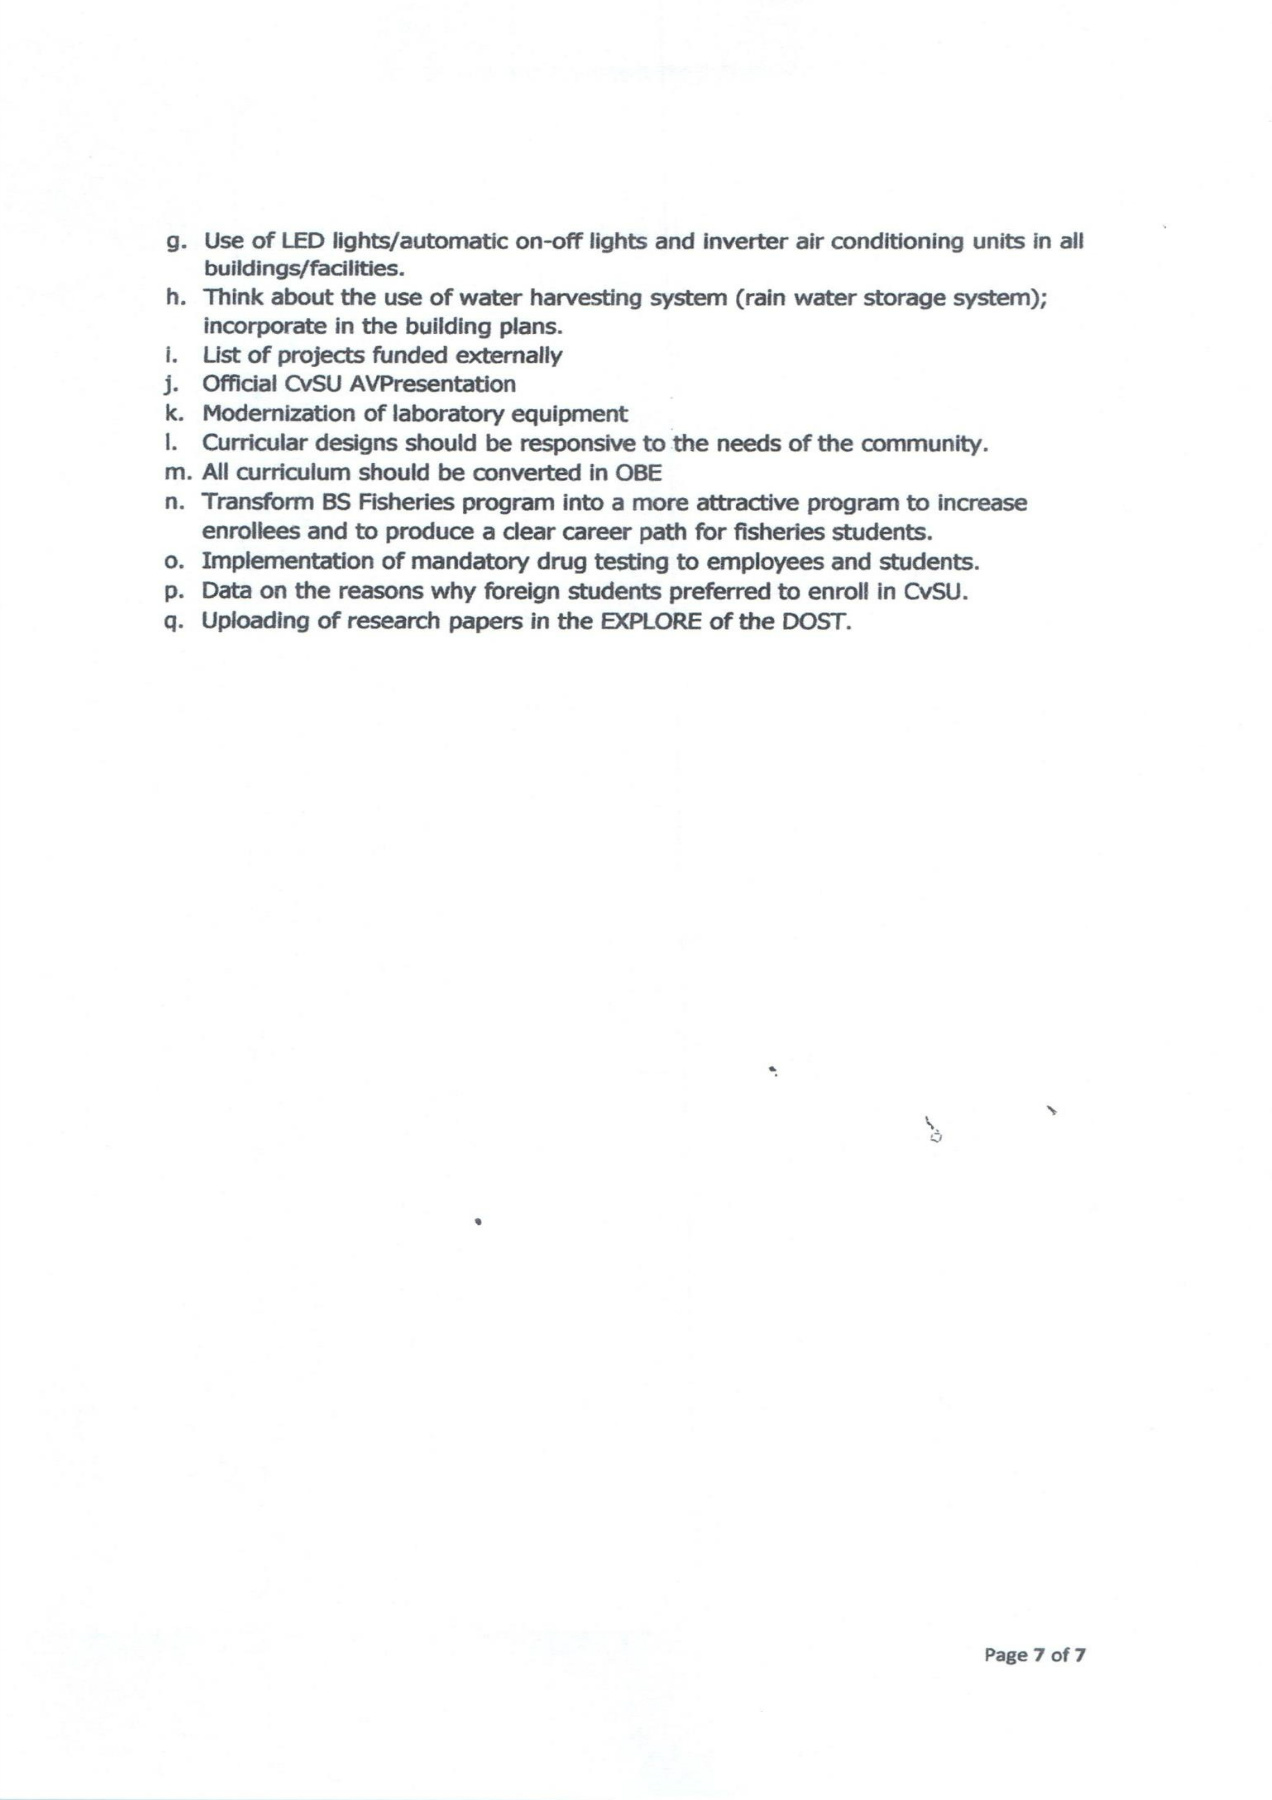 g. Use of LED lights/automatic on-off lights and inverter air conditioning units in all
buildings/facilities.
h. Think about the use of water harvesting system (rain water storage system);
incorporate in the building plans.
i. List of projects funded externally
j. Official CvSU AVPresentation
k. Modernization of laboratory equipment
l. Curricular designs should be responsive to the needs of the community.
m. All curriculum should be converted in OBE
n. Transform BS Fisheries program into a more attractive program to increase
enrollees and to produce a clear career path for fisheries students.
o. Implementation of mandatory drug testing to employees and students.
p. Data on the reasons why foreign students preferred to enroll in CvSU.
q. Uploading of research papers in the EXPLORE of the DOST.
Page 7 of 7